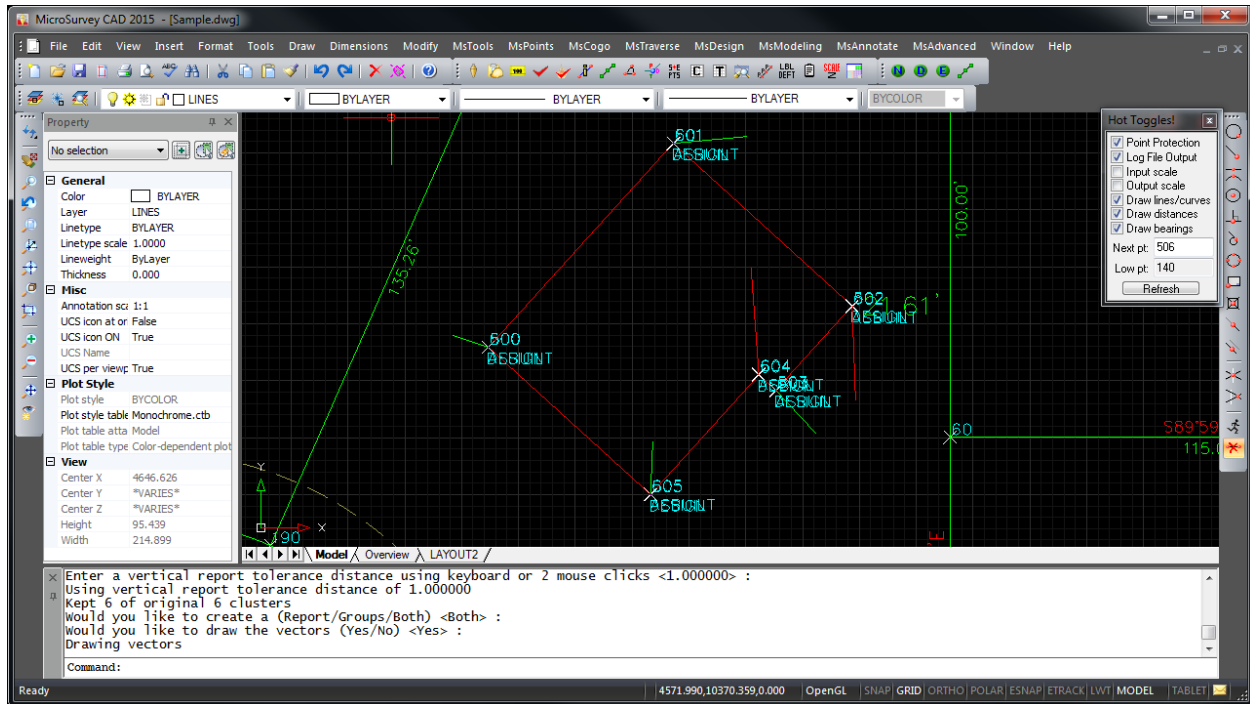 MicroSurvey CAD 2015 - [Sample.dwg]
File Edit View Insert Format Tools Draw Dimensions Modify MsTools MsPoints MsCogo MsTraverse MsDesign MsModeling MsAnnotate MsAdvanced Window Help
LINES BYLAYER BYLAYER BYLAYER BYCOLOR
Property
No selection
General
Color BYLAYER
Layer LINES
Linetype BYLAYER
Linetype scale 1.0000
Lineweight ByLayer
Thickness 0.000
Misc
Annotation sca 1:1
UCS icon at or False
UCS icon ON True
UCS Name
UCS per viewp True
Plot Style
Plot style BYCOLOR
Plot style table Monochrome.ctb
Plot table atta Model
Plot table type Color-dependent plot
View
Center X 4646.626
Center Y *VARIES*
Center Z *VARIES*
Height 95.439
Width 214.899
135.26'
100.00'
60
S89°59
115.0
190
Y
X
Hot Toggles!
Point Protection
Log File Output
Input scale
Output scale
Draw lines/curves
Draw distances
Draw bearings
Next pt: 506
Low pt: 140
Refresh
Model Overview LAYOUT2
Enter a vertical report tolerance distance using keyboard or 2 mouse clicks <1.000000> :
Using vertical report tolerance distance of 1.000000
Kept 6 of original 6 clusters
Would you like to create a (Report/Groups/Both) <Both> :
Would you like to draw the vectors (Yes/No) <Yes> :
Drawing vectors
Command:
Ready
4571.990,10370.359,0.000 OpenGL SNAP GRID ORTHO POLAR ESNAP ETRACK LWT MODEL TABLET